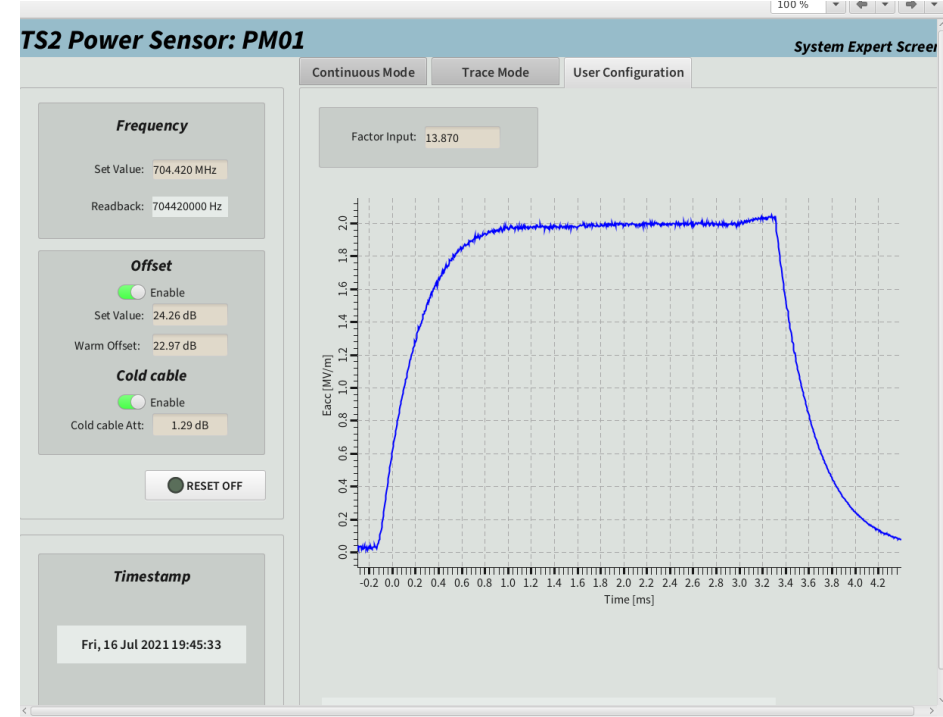 100 %
TS2 Power Sensor: PM01
System Expert Screen
Continuous Mode
Trace Mode
User Configuration
Frequency
Set Value: 704.420 MHz
Readback: 704420000 Hz
Offset
Enable
Set Value: 24.26 dB
Warm Offset: 22.97 dB
Cold cable
Enable
Cold cable Att: 1.29 dB
RESET OFF
Timestamp
Fri, 16 Jul 2021 19:45:33
Factor Input: 13.870
Eacc [MV/m]
2.0
1.8
1.6
1.4
1.2
1.0
0.8
0.6
0.4
0.2
0.0
-0.2 0.0 0.2 0.4 0.6 0.8 1.0 1.2 1.4 1.6 1.8 2.0 2.2 2.4 2.6 2.8 3.0 3.2 3.4 3.6 3.8 4.0 4.2
Time [ms]